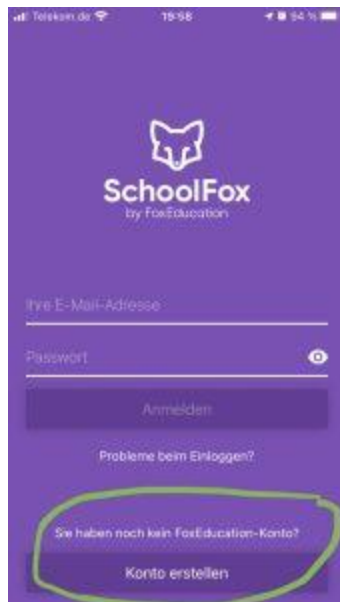 Telekom.de 19:58 94 %
SchoolFox
by FoxEducation
Ihre E-Mail-Adresse
Passwort
Anmelden
Probleme beim Einloggen?
Sie haben noch kein FoxEducation-Konto?
Konto erstellen